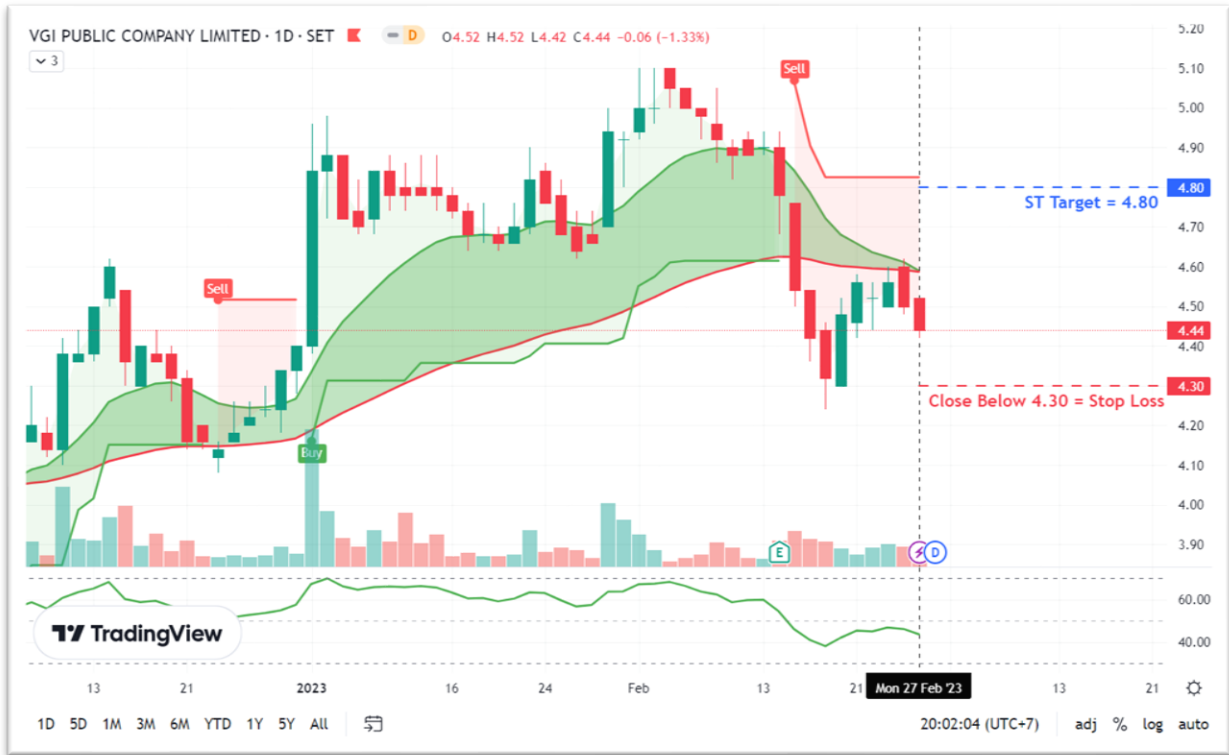 VGI PUBLIC COMPANY LIMITED · 1D · SET D O4.52 H4.52 L4.42 C4.44 −0.06 (−1.33%)
3
5.20
5.10
5.00
4.90
4.80
4.70
4.60
4.50
4.44
4.40
4.30
4.20
4.10
4.00
3.90
60.00
40.00
Sell
Sell
Buy
ST Target = 4.80
Close Below 4.30 = Stop Loss
E
D
TradingView
13 21 2023 16 24 Feb 13 21 Mon 27 Feb '23 13 21
1D 5D 1M 3M 6M YTD 1Y 5Y All 20:02:04 (UTC+7) adj % log auto